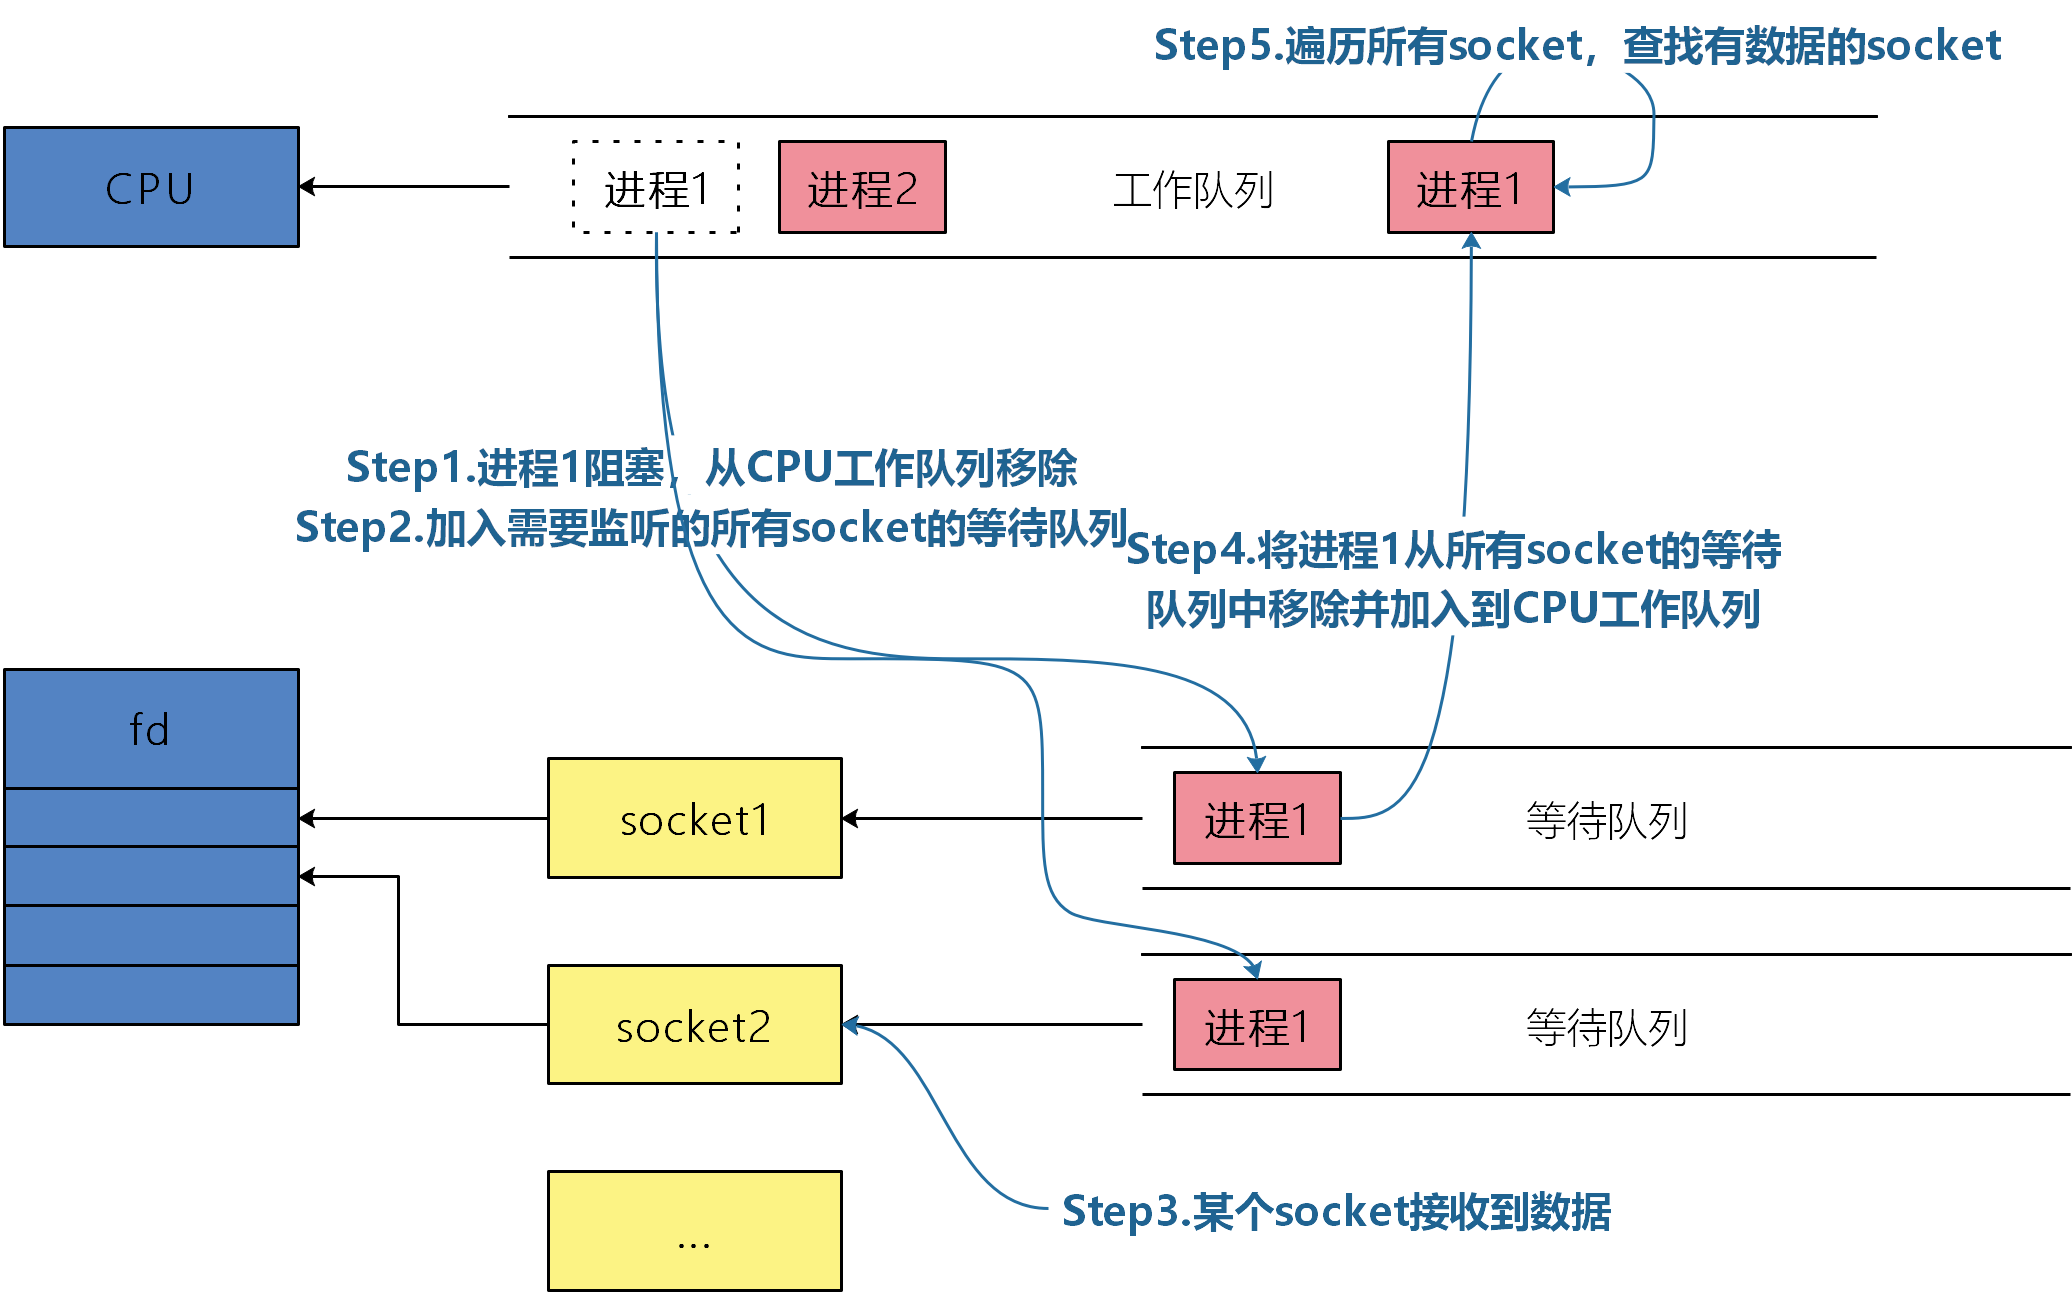 Step5.遍历所有socket，查找有数据的socket
CPU
进程1
进程2
工作队列
进程1
Step1.进程1阻塞，从CPU工作队列移除
Step2.加入需要监听的所有socket的等待队列
Step4.将进程1从所有socket的等待
队列中移除并加入到CPU工作队列
fd
socket1
进程1
等待队列
socket2
进程1
等待队列
Step3.某个socket接收到数据
...